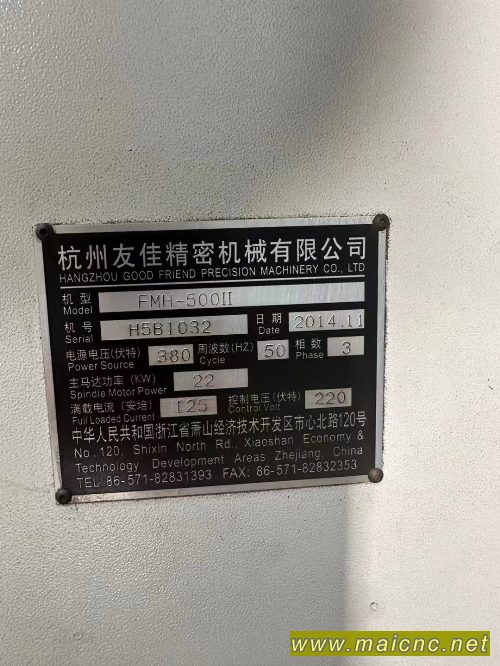 杭州友佳精密机械有限公司
HANGZHOU GOOD FRIEND PRECISION MACHINERY CO., LTD
机型 Model FMH-500II
机号 Serial H5B1032 日期 Date 2014.11
电源电压(伏特) Power Source 380 周波数(HZ) Cycle 50 相数 Phase 3
主马达功率 (KW) Spindle Motor Power 22
满载电流 (安培) Full Loaded Current 125 控制电压(伏特) Control Volt 220
中华人民共和国浙江省萧山经济技术开发区市心北路120号
No. 120, Shixin North Rd., Xiaoshan Economy &
Technology Development Areas Zhejiang, China
TEL: 86-571-82831393 FAX: 86-571-82832353
www.maicnc.net